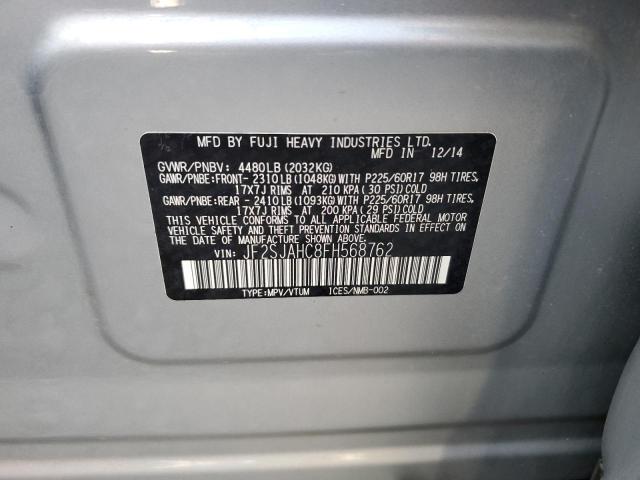 MFD BY FUJI HEAVY INDUSTRIES LTD.
MFD IN 12/14
GVWR/PNBV: 4480LB(2032KG)
GAWR/PNBE:FRONT- 2310LB(1048KG)WITH P225/60R17 98H TIRES,
17X7J RIMS AT 210 KPA(30 PSI)COLD
GAWR/PNBE:REAR - 2410LB(1093KG)WITH P225/60R17 98H TIRES,
17X7J RIMS AT 200 KPA(29 PSI)COLD
THIS VEHICLE CONFORMS TO ALL APPLICABLE FEDERAL MOTOR
VEHICLE SAFETY AND THEFT PREVENTION STANDARDS IN EFFECT
ON THE DATE OF MANUFACTURE SHOWN ABOVE.
VIN: JF2SJAHC8FH568762
TYPE:MPV/VTUM ICES/NMB-002